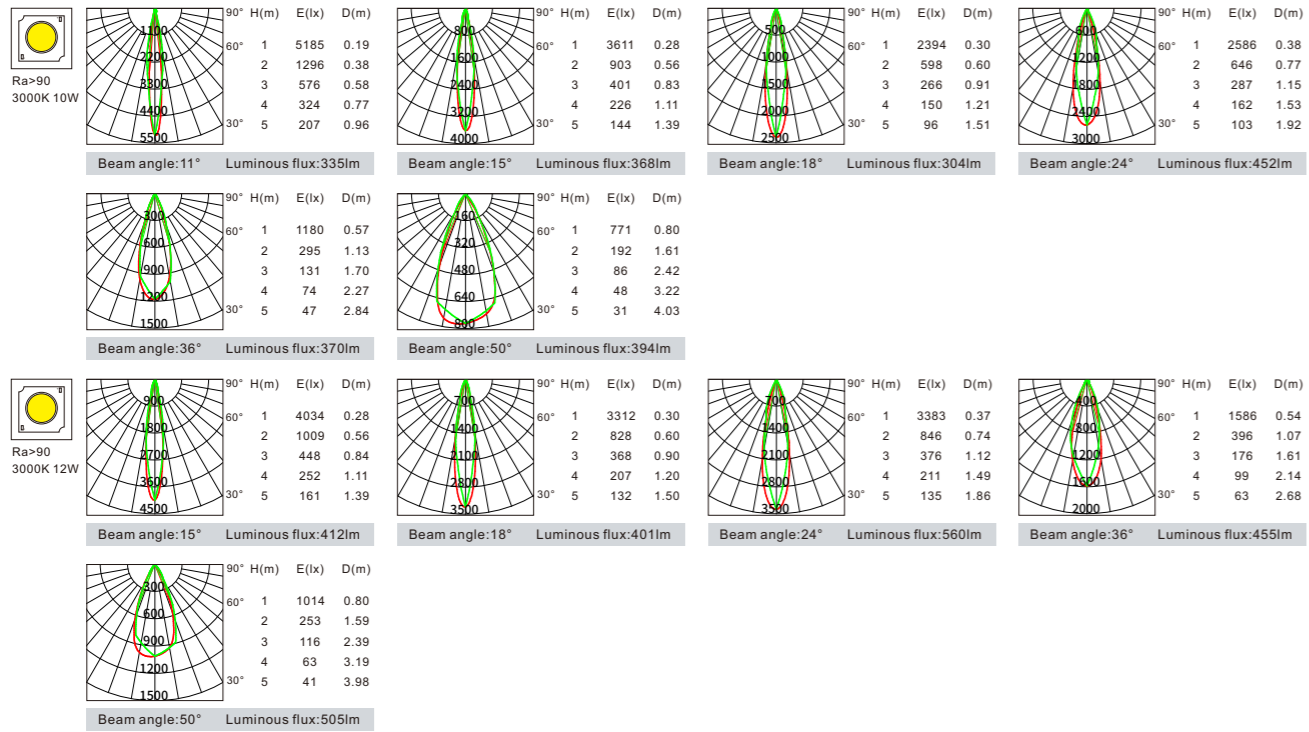 90° H(m) E(lx) D(m)
1100
60° 1 5185 0.19
2200
2 1296 0.38
3300
3 576 0.58
4400
4 324 0.77
30° 5 207 0.96
5500
Ra>90
3000K 10W
Beam angle:11° Luminous flux:335lm
90° H(m) E(lx) D(m)
800
60° 1 3611 0.28
1600
2 903 0.56
2400
3 401 0.83
3200
4 226 1.11
30° 5 144 1.39
4000
Beam angle:15° Luminous flux:368lm
90° H(m) E(lx) D(m)
500
60° 1 2394 0.30
1000
2 598 0.60
1500
3 266 0.91
2000
4 150 1.21
30° 5 96 1.51
2500
Beam angle:18° Luminous flux:304lm
90° H(m) E(lx) D(m)
600
60° 1 2586 0.38
1200
2 646 0.77
1800
3 287 1.15
2400
4 162 1.53
30° 5 103 1.92
3000
Beam angle:24° Luminous flux:452lm
90° H(m) E(lx) D(m)
300
60° 1 1180 0.57
600
2 295 1.13
900
3 131 1.70
1200
4 74 2.27
30° 5 47 2.84
1500
Beam angle:36° Luminous flux:370lm
90° H(m) E(lx) D(m)
160
60° 1 771 0.80
320
2 192 1.61
480
3 86 2.42
640
4 48 3.22
30° 5 31 4.03
800
Beam angle:50° Luminous flux:394lm
90° H(m) E(lx) D(m)
900
60° 1 4034 0.28
1800
2 1009 0.56
2700
3 448 0.84
3600
4 252 1.11
30° 5 161 1.39
4500
Ra>90
3000K 12W
Beam angle:15° Luminous flux:412lm
90° H(m) E(lx) D(m)
700
60° 1 3312 0.30
1400
2 828 0.60
2100
3 368 0.90
2800
4 207 1.20
30° 5 132 1.50
3500
Beam angle:18° Luminous flux:401lm
90° H(m) E(lx) D(m)
700
60° 1 3383 0.37
1400
2 846 0.74
2100
3 376 1.12
2800
4 211 1.49
30° 5 135 1.86
3500
Beam angle:24° Luminous flux:560lm
90° H(m) E(lx) D(m)
400
60° 1 1586 0.54
800
2 396 1.07
1200
3 176 1.61
1600
4 99 2.14
30° 5 63 2.68
2000
Beam angle:36° Luminous flux:455lm
90° H(m) E(lx) D(m)
300
60° 1 1014 0.80
600
2 253 1.59
900
3 116 2.39
1200
4 63 3.19
30° 5 41 3.98
1500
Beam angle:50° Luminous flux:505lm